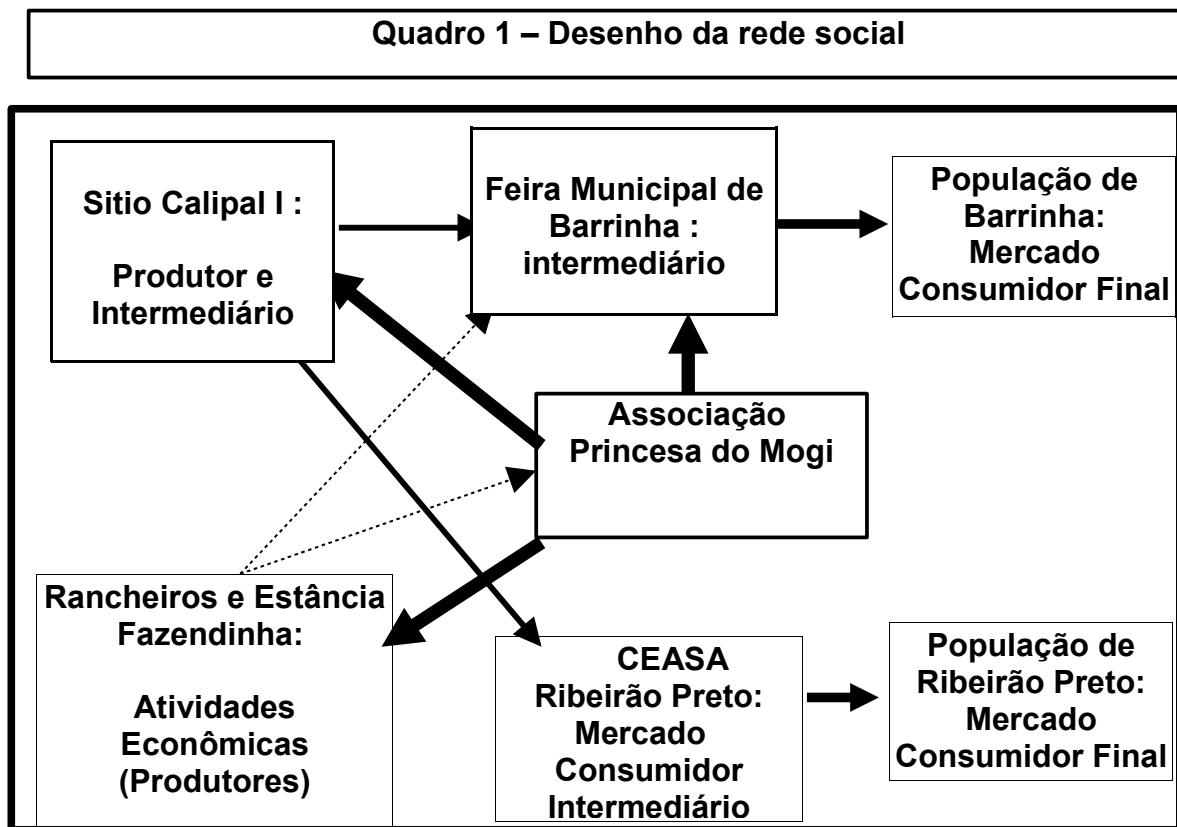 Quadro 1 – Desenho da rede social
Sitio Calipal I :
Produtor e
Intermediário
Feira Municipal de
Barrinha :
intermediário
População de
Barrinha:
Mercado
Consumidor Final
Associação
Princesa do Mogi
Rancheiros e Estância
Fazendinha:
Atividades
Econômicas
(Produtores)
CEASA
Ribeirão Preto:
Mercado
Consumidor
Intermediário
População de
Ribeirão Preto:
Mercado
Consumidor Final